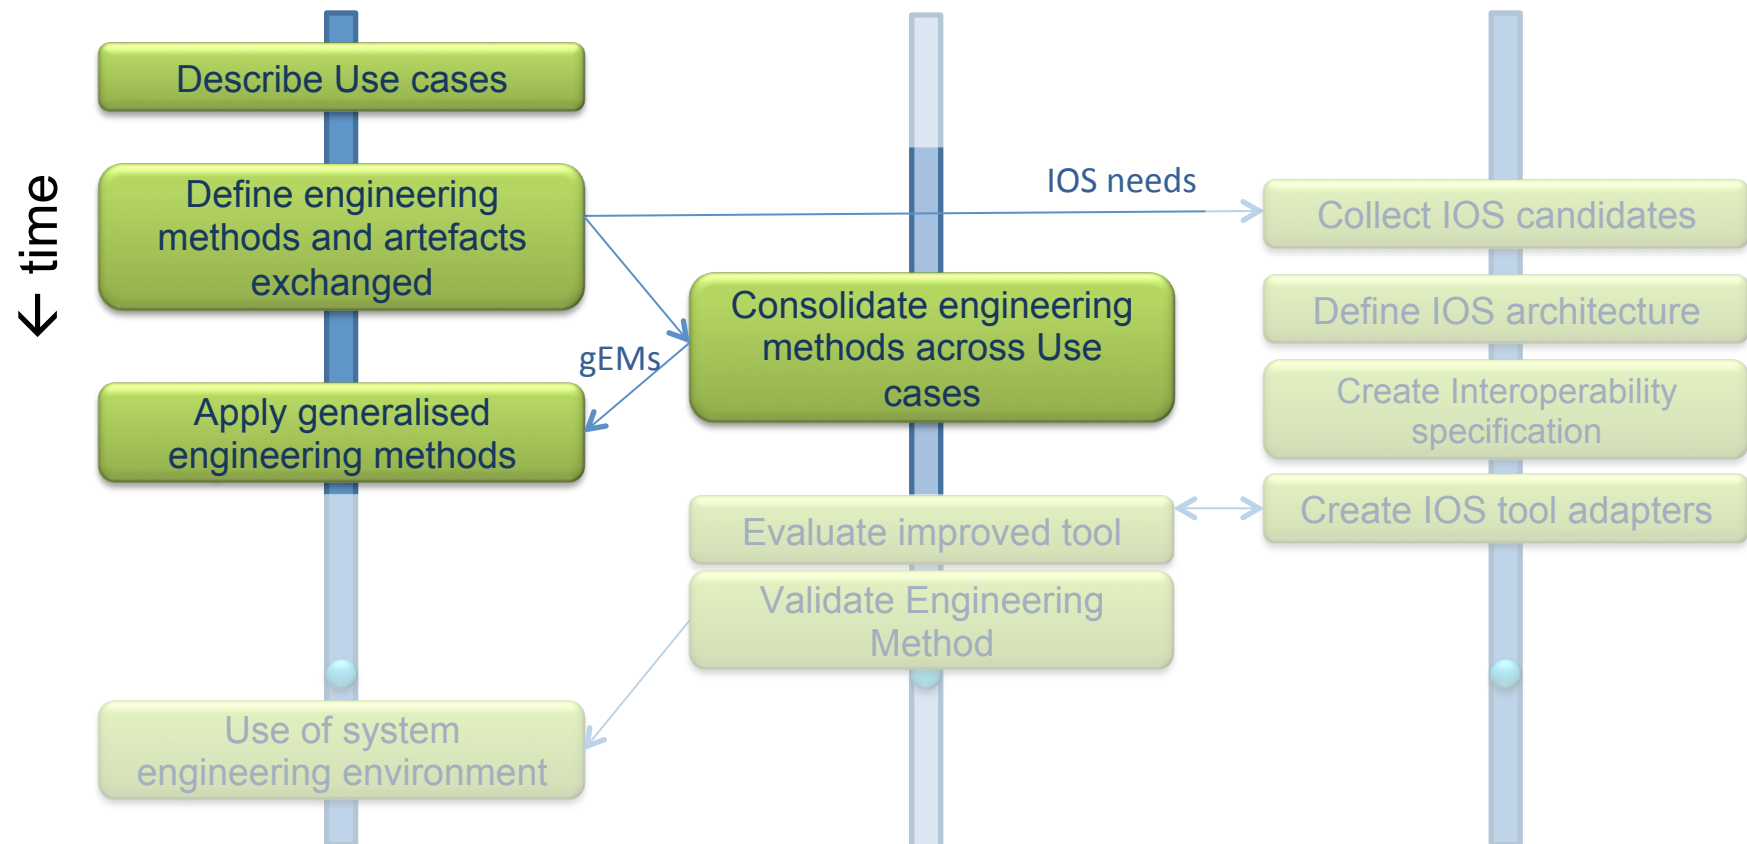 ← time
Describe Use cases
Define engineering
methods and artefacts
exchanged
Apply generalised
engineering methods
Use of system
engineering environment
gEMs
Consolidate engineering
methods across Use
cases
Evaluate improved tool
Validate Engineering
Method
IOS needs
Collect IOS candidates
Define IOS architecture
Create Interoperability
specification
Create IOS tool adapters